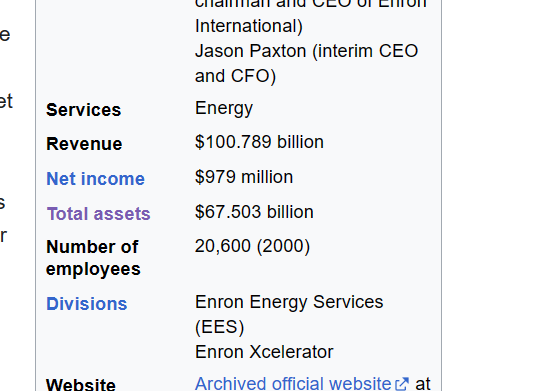 chairman and CEO of Enron
International)
e
Jason Paxton (interim CEO
and CFO)
et
Services Energy
Revenue $100.789 billion
Net income $979 million
s
Total assets $67.503 billion
r
Number of employees 20,600 (2000)
Divisions Enron Energy Services
(EES)
Enron Xcelerator
Website Archived official website at